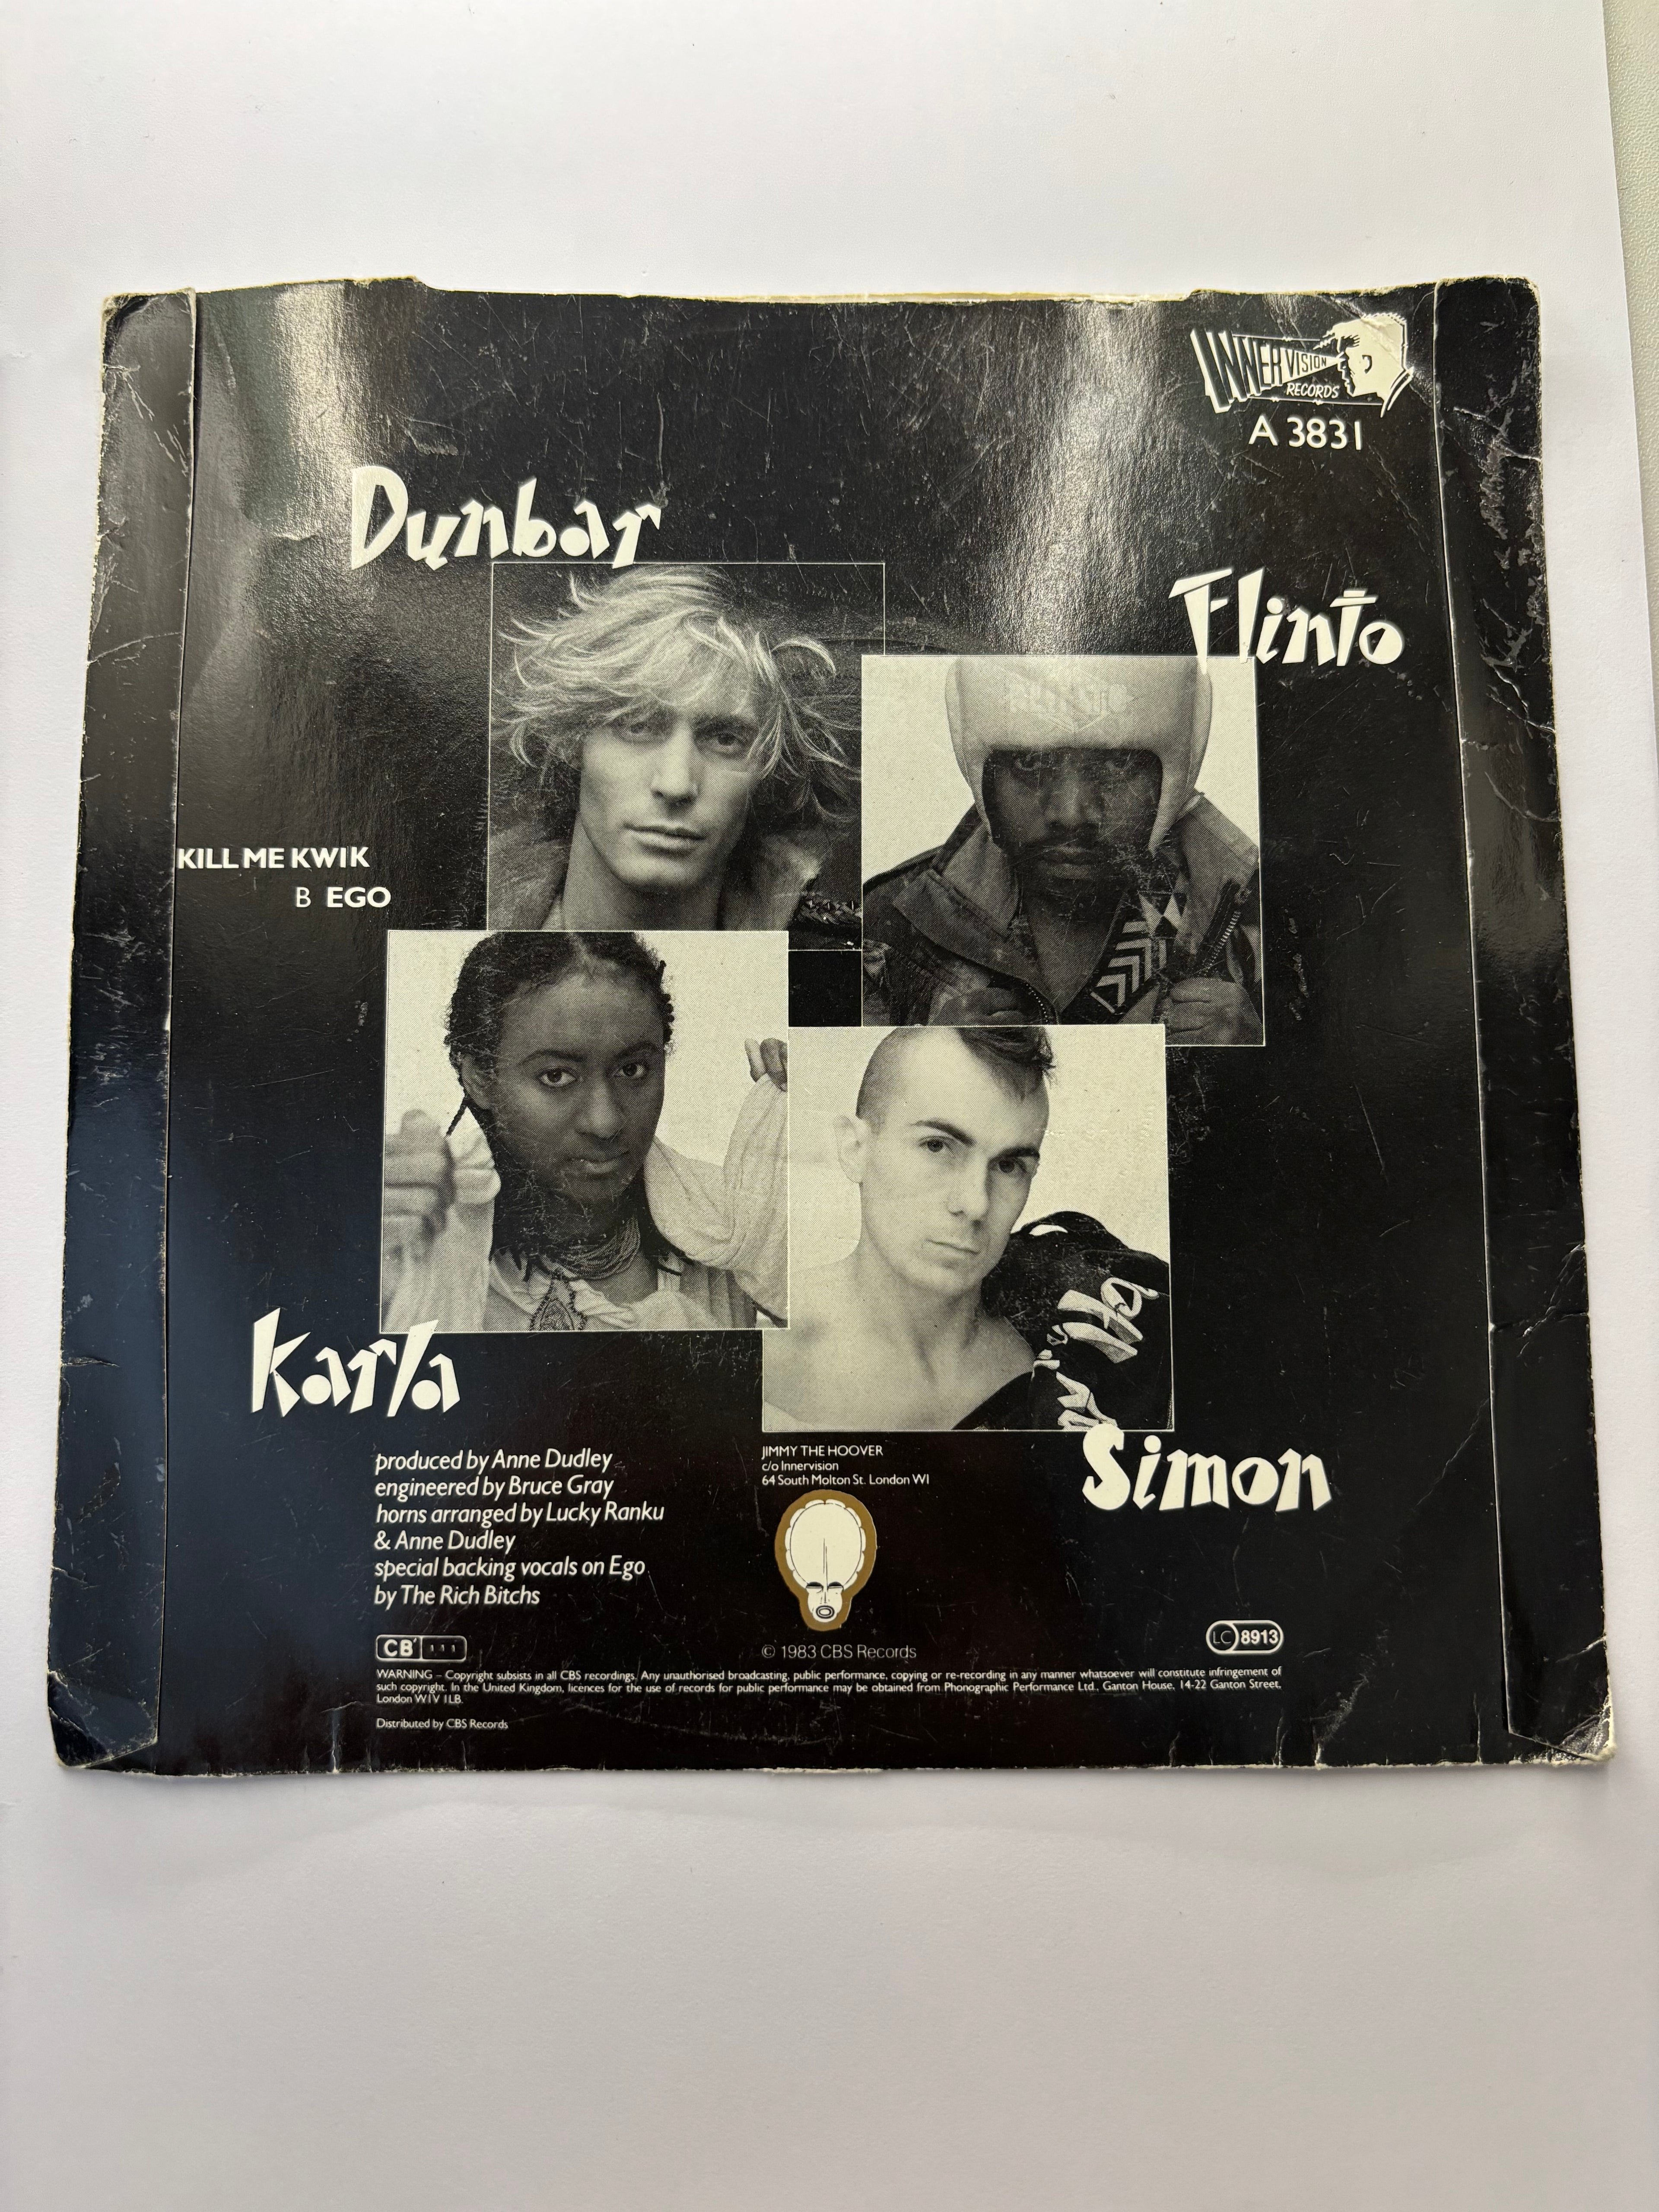 INNERVISION
RECORDS
A 3831
Dunbar
Flinto
FLINTO
KILL ME KWIK
B EGO
Karla
Simon
produced by Anne Dudley
engineered by Bruce Gray
horns arranged by Lucky Ranku
& Anne Dudley
special backing vocals on Ego
by The Rich Bitchs
JIMMY THE HOOVER
c/o Innervision
64 South Molton St. London W1
CBS
© 1983 CBS Records
LC 8913
WARNING – Copyright subsists in all CBS recordings. Any unauthorised broadcasting, public performance, copying or re-recording in any manner whatsoever will constitute infringement of
such copyright. In the United Kingdom, licences for the use of records for public performance may be obtained from Phonographic Performance Ltd., Ganton House, 14-22 Ganton Street,
London W1V 1LB.
Distributed by CBS Records